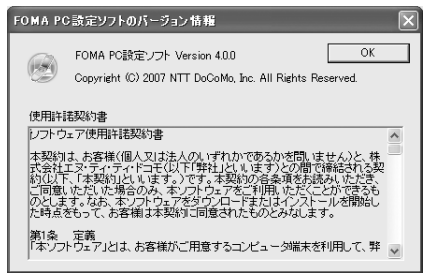 FOMA PC設定ソフトのバージョン情報
FOMA PC設定ソフト Version 4.0.0
OK
Copyright (C) 2007 NTT DoCoMo, Inc. All Rights Reserved.
使用許諾契約書
ソフトウェア使用許諾契約書
本契約は、お客様(個人又は法人のいずれかであるかを問いません)と、株
式会社エヌ・ティ・ティ・ドコモ(以下「弊社」といいます)との間で締結される契
約(以下、「本契約」といいます。)です。本契約の各条項をお読みいただき、
ご同意いただいた場合のみ、本ソフトウェアをご利用いただくことができるも
のとします。なお、本ソフトウェアをダウンロードまたはインストールを開始し
た時点をもって、お客様は本契約に同意されたものとみなします。
第1条 定義
「本ソフトウェア」とは、お客様がご用意するコンピュータ端末を利用して、弊